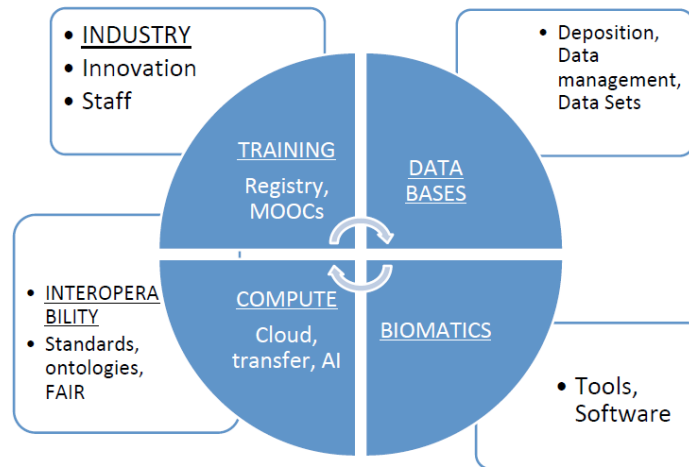 • INDUSTRY
• Innovation
• Staff
• Deposition,
Data
management,
Data Sets
TRAINING
Registry,
MOOCs
DATA
BASES
• INTEROPERA
BILITY
• Standards,
ontologies,
FAIR
COMPUTE
Cloud,
transfer, AI
BIOMATICS
• Tools,
Software